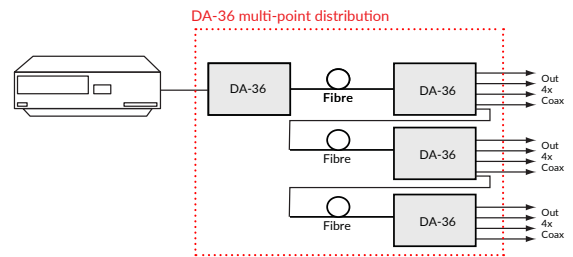 DA-36 multi-point distribution
DA-36
Fibre
DA-36
Out
4x
Coax
Fibre
DA-36
Out
4x
Coax
Fibre
DA-36
Out
4x
Coax